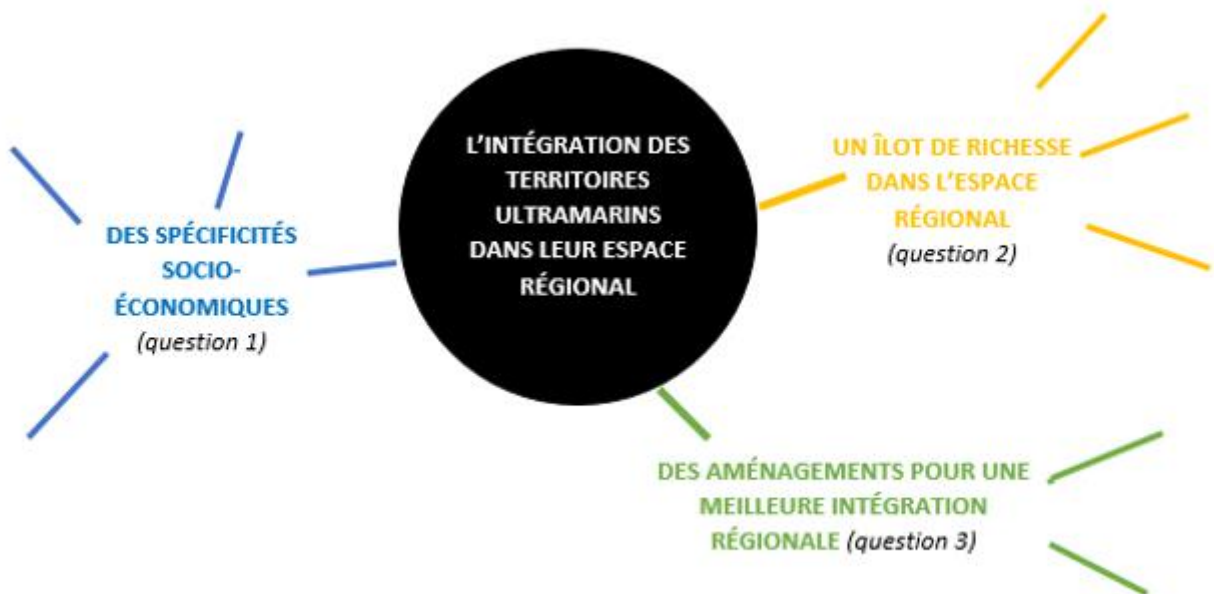 L'INTÉGRATION DES
TERRITOIRES
ULTRAMARINS
DANS LEUR ESPACE
RÉGIONAL
UN ÎLOT DE RICHESSE
DANS L'ESPACE
RÉGIONAL
(question 2)
DES SPÉCIFICITÉS
SOCIO-
ÉCONOMIQUES
(question 1)
DES AMÉNAGEMENTS POUR UNE
MEILLEURE INTÉGRATION
RÉGIONALE (question 3)